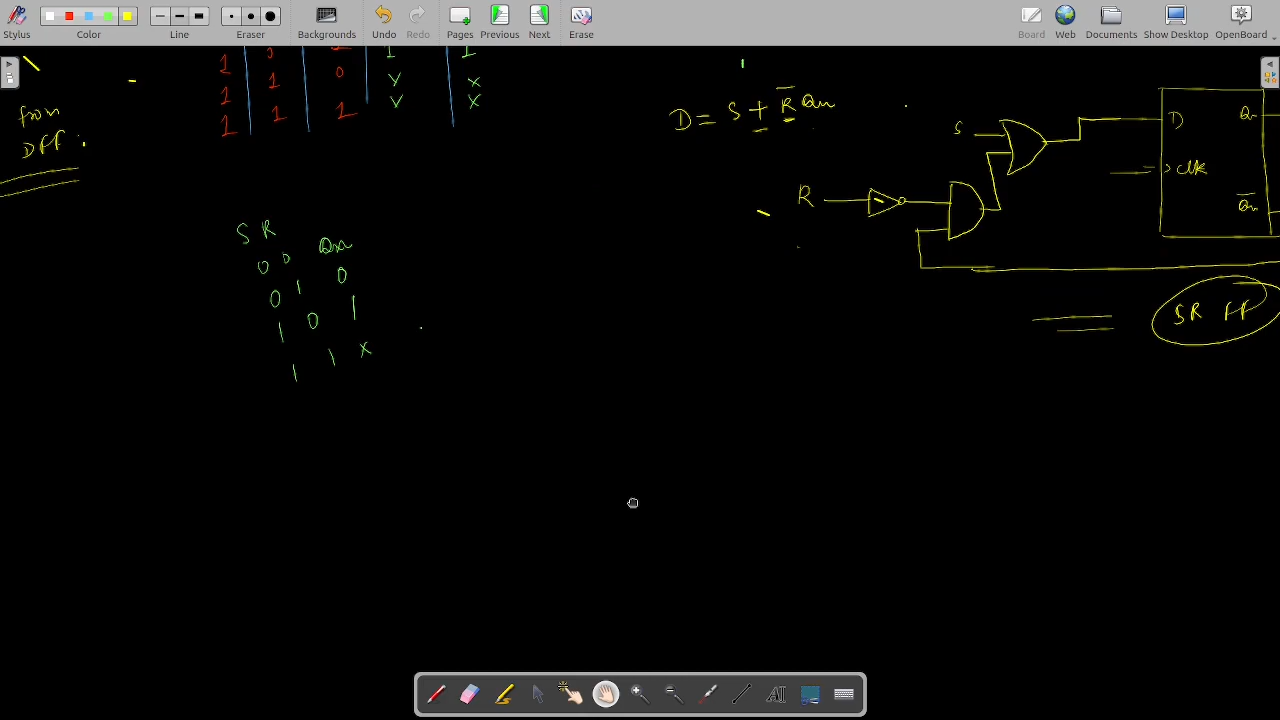 Stylus
Color
Line
Eraser
Backgrounds
Undo
Redo
Pages
Previous
Next
Erase
Board
Web
Documents
Show Desktop
OpenBoard
1
1 1 0 x
1 1 1 x
from
DFF:
D = S + R̅ Qn
S
R
D Qn
>clk
Q̅n
SR FF
S R Qn
0 0 0
0 1
1 0 1
1 1 x
AI